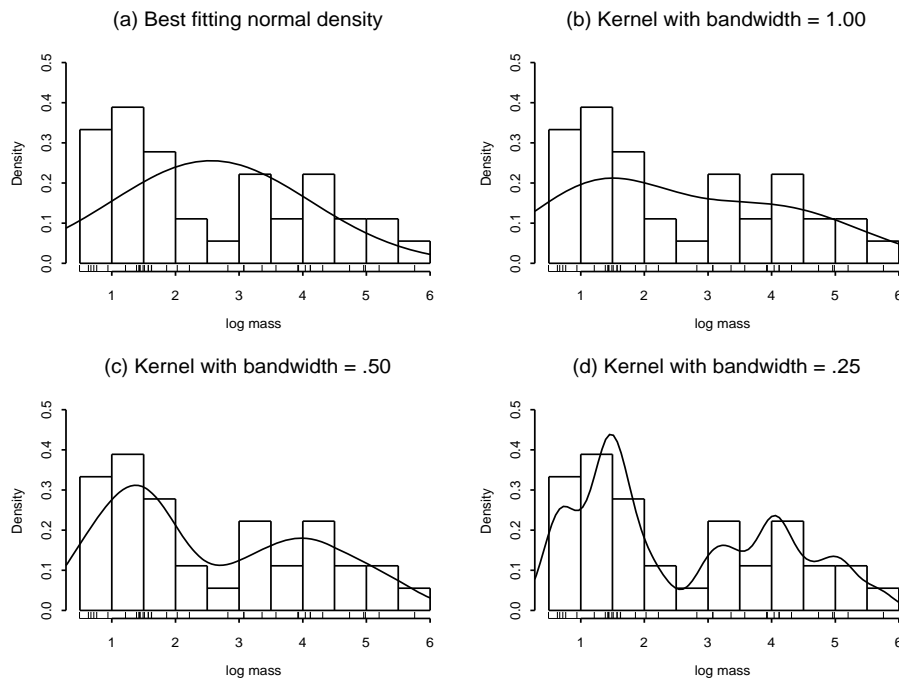 (a) Best fitting normal density
Density
0.0 0.1 0.2 0.3 0.4 0.5
1 2 3 4 5 6
log mass
(b) Kernel with bandwidth = 1.00
Density
0.0 0.1 0.2 0.3 0.4 0.5
1 2 3 4 5 6
log mass
(c) Kernel with bandwidth = .50
Density
0.0 0.1 0.2 0.3 0.4 0.5
1 2 3 4 5 6
log mass
(d) Kernel with bandwidth = .25
Density
0.0 0.1 0.2 0.3 0.4 0.5
1 2 3 4 5 6
log mass